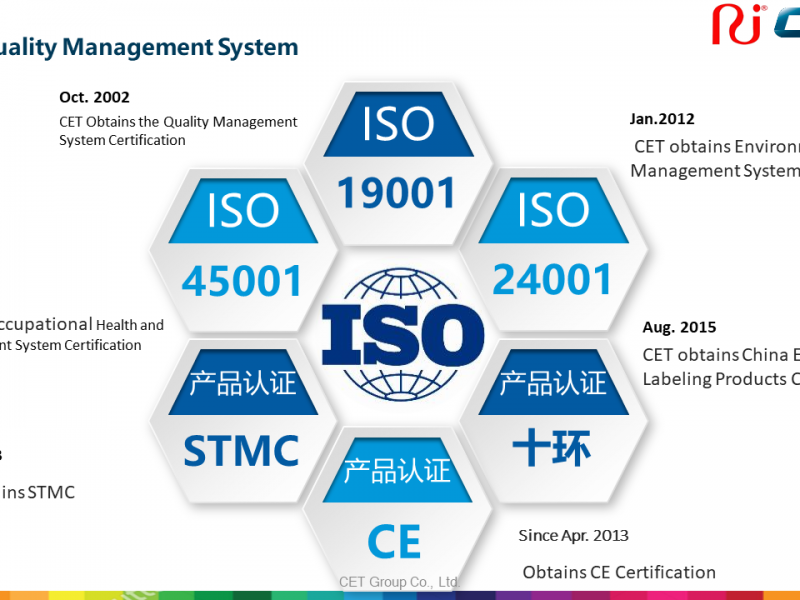 uality Management System
Oct. 2002
CET Obtains the Quality Management
System Certification
Jan.2012
CET obtains Environ
Management System
ISO
19001
ISO
45001
ISO
24001
ISO
ccupational Health and
nt System Certification
Aug. 2015
CET obtains China E
Labeling Products C
产品认证
STMC
产品认证
十环
产品认证
CE
ins STMC
Since Apr. 2013
Obtains CE Certification
CET Group Co., Ltd.